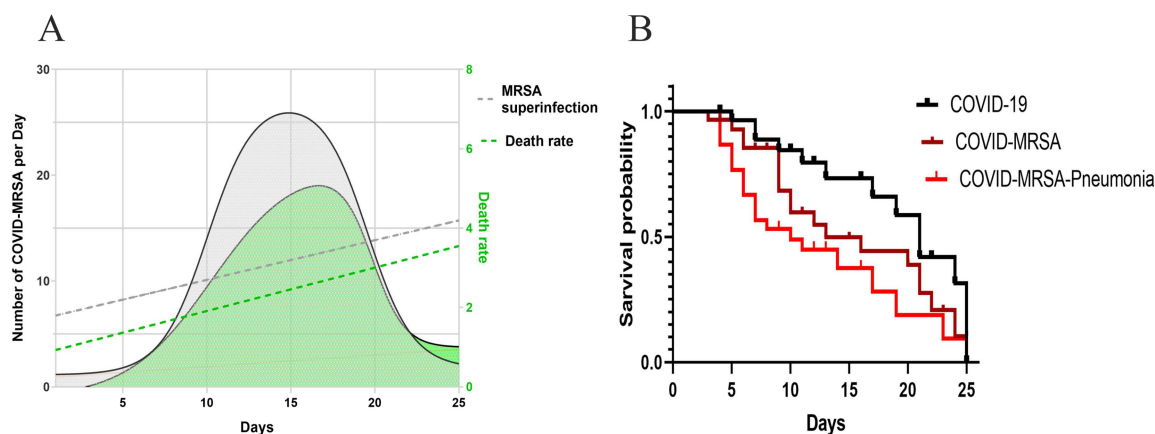 A
Number of COVID-MRSA per Day
30
20
10
0
8
6
4
2
0
Death rate
5
10
15
20
25
Days
MRSA
superinfection
Death rate
B
Sarvival probability
1.0
0.5
0.0
0
5
10
15
20
25
Days
COVID-19
COVID-MRSA
COVID-MRSA-Pneumonia